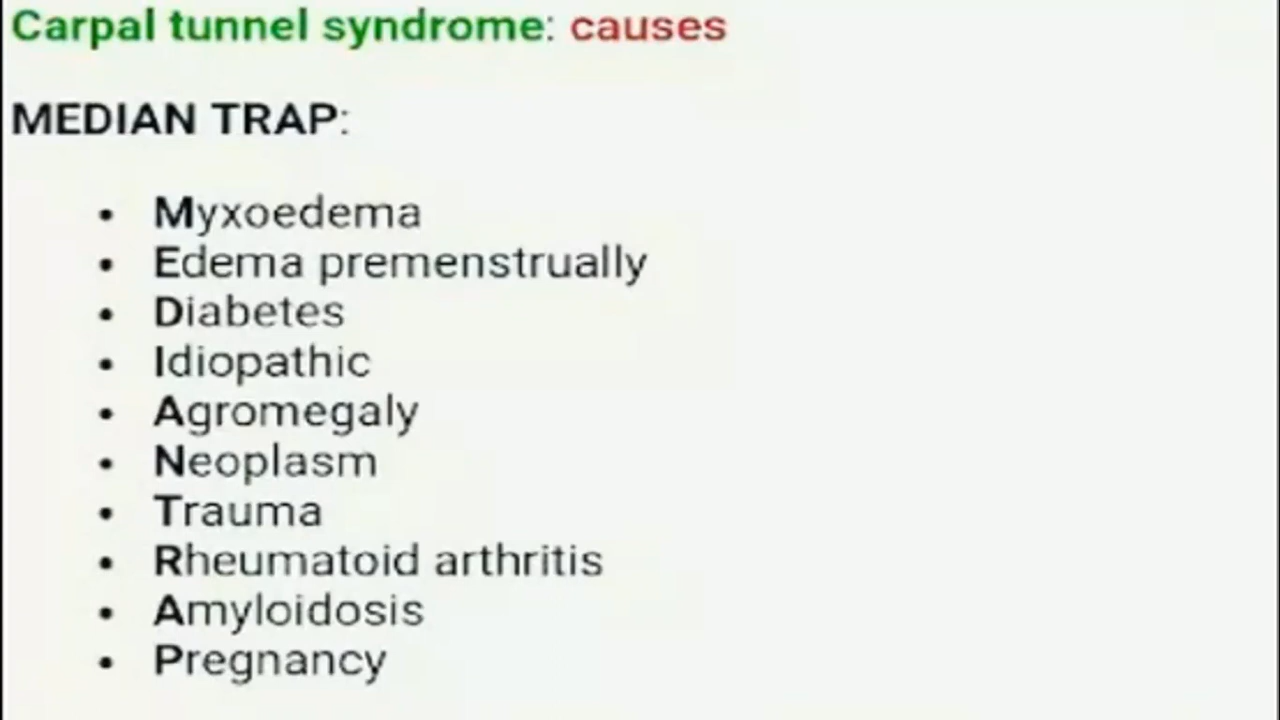 Carpal tunnel syndrome: causes
MEDIAN TRAP:
• Myxoedema
• Edema premenstrually
• Diabetes
• Idiopathic
• Agromegaly
• Neoplasm
• Trauma
• Rheumatoid arthritis
• Amyloidosis
• Pregnancy